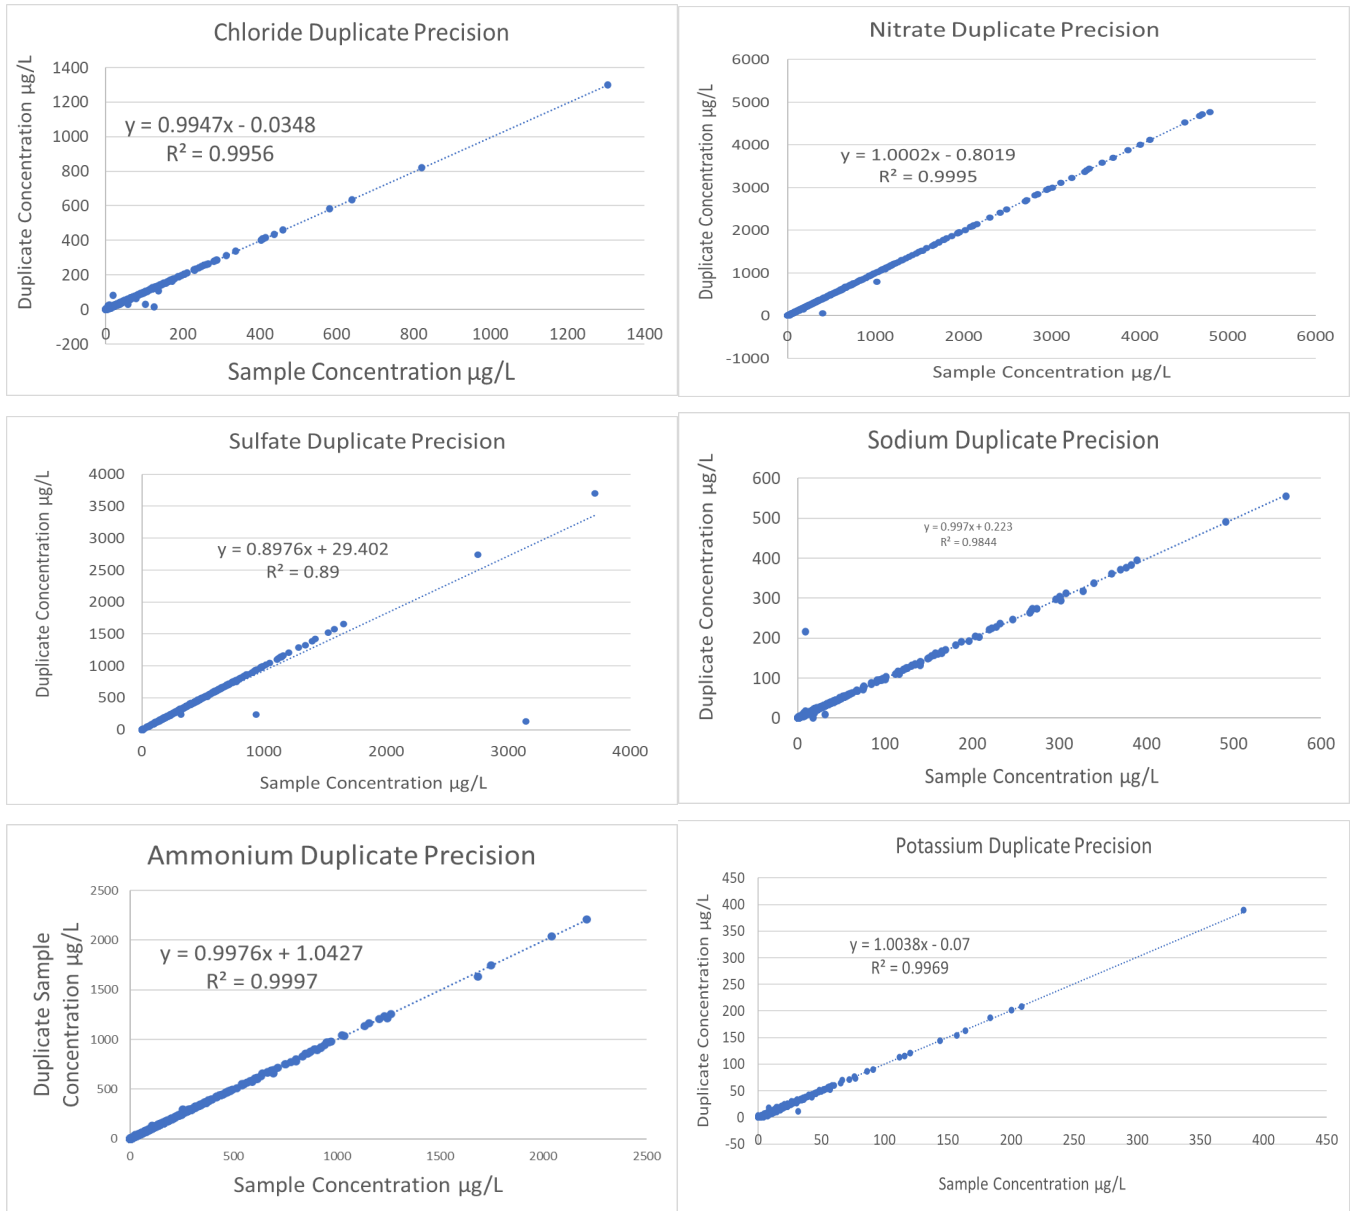 Chloride Duplicate Precision
Duplicate Concentration µg/L
1400
1200
1000
800
600
400
200
0
-200
y = 0.9947x - 0.0348
R² = 0.9956
0 200 400 600 800 1000 1200 1400
Sample Concentration µg/L
Nitrate Duplicate Precision
Duplicate Concentration µg/L
6000
5000
4000
3000
2000
1000
0
-1000
y = 1.0002x - 0.8019
R² = 0.9995
0 1000 2000 3000 4000 5000 6000
Sample Concentration µg/L
Sulfate Duplicate Precision
Duplicate Concentration µg/L
4000
3500
3000
2500
2000
1500
1000
500
0
y = 0.8976x + 29.402
R² = 0.89
0 1000 2000 3000 4000
Sample Concentration µg/L
Sodium Duplicate Precision
Duplicate Concentration µg/L
600
500
400
300
200
100
0
y = 0.997x + 0.223
R² = 0.9844
0 100 200 300 400 500 600
Sample Concentration µg/L
Ammonium Duplicate Precision
Duplicate Sample
Concentration µg/L
2500
2000
1500
1000
500
0
y = 0.9976x + 1.0427
R² = 0.9997
0 500 1000 1500 2000 2500
Sample Concentration µg/L
Potassium Duplicate Precision
Duplicate Concentration µg/L
450
400
350
300
250
200
150
100
50
0
-50
y = 1.0038x - 0.07
R² = 0.9969
0 50 100 150 200 250 300 350 400 450
Sample Concentration µg/L